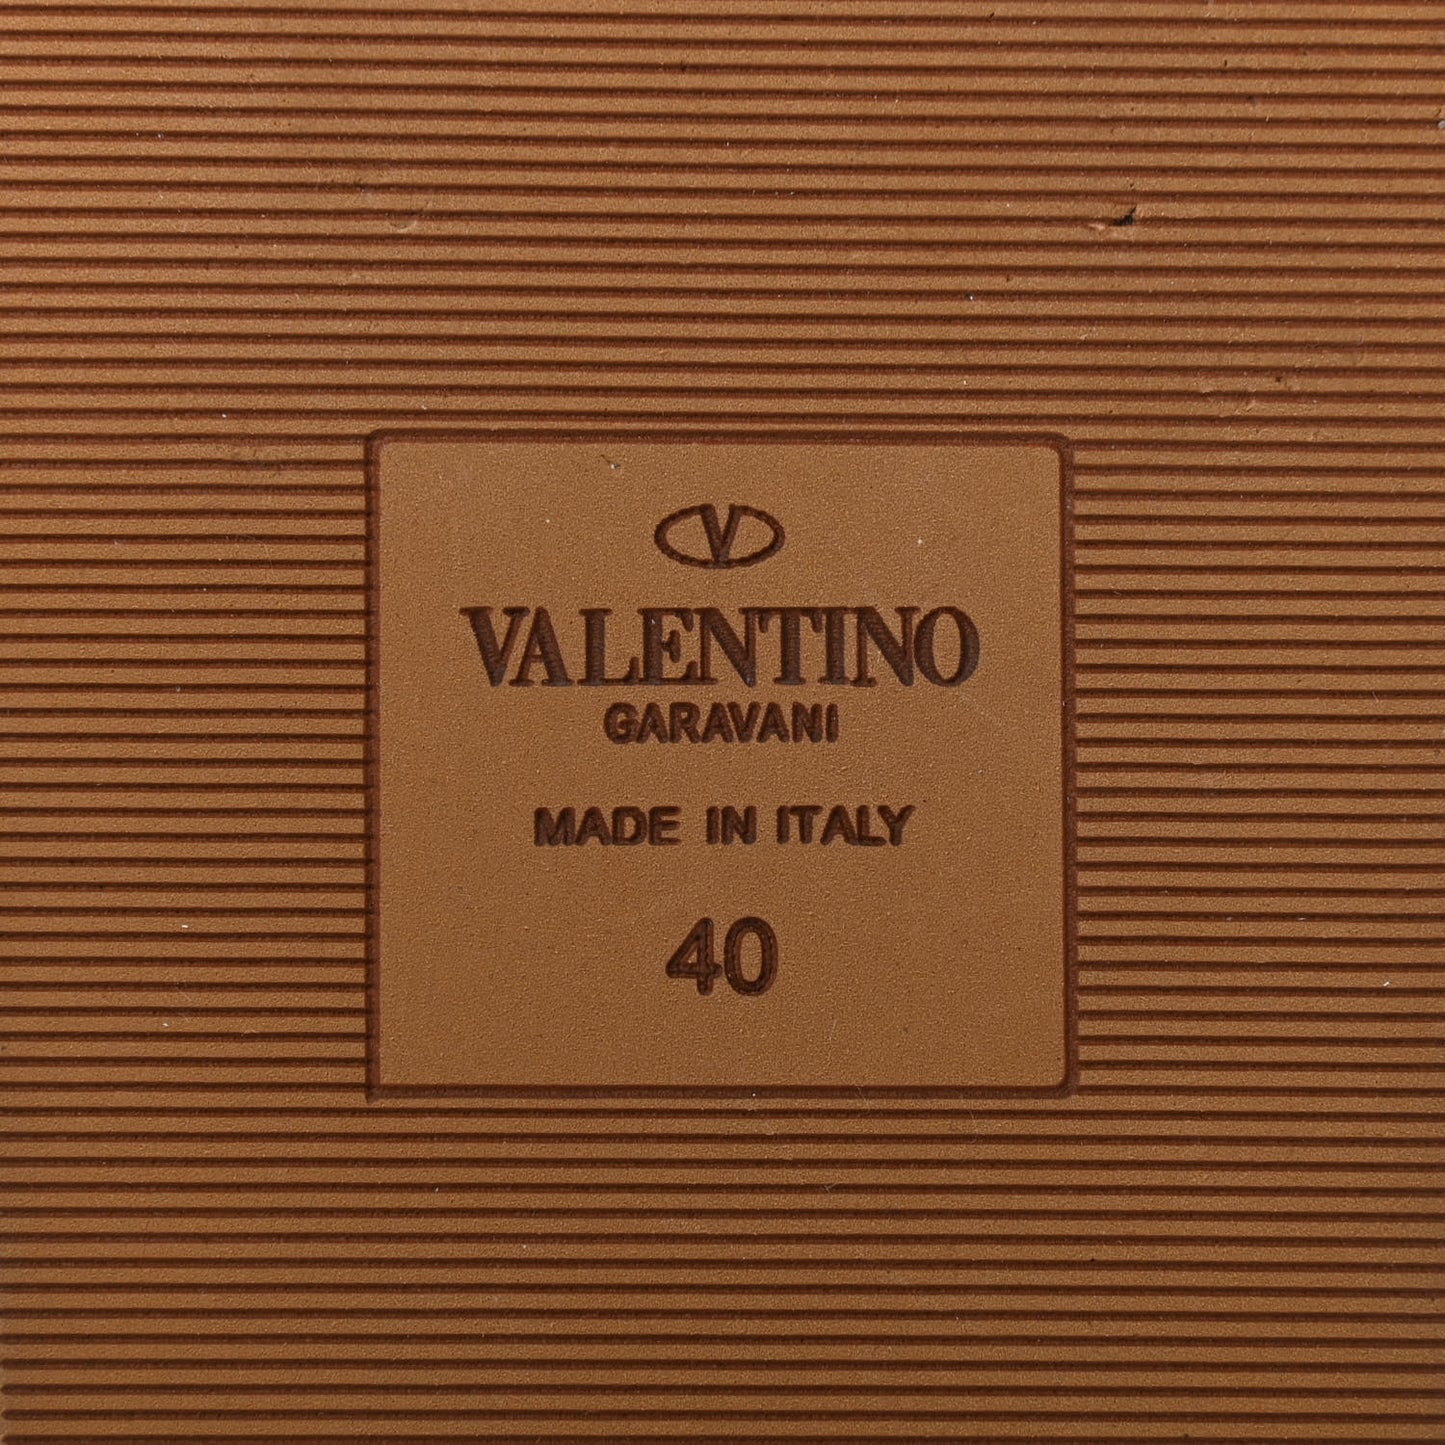 V
VALENTINO
GARAVANI
MADE IN ITALY
40